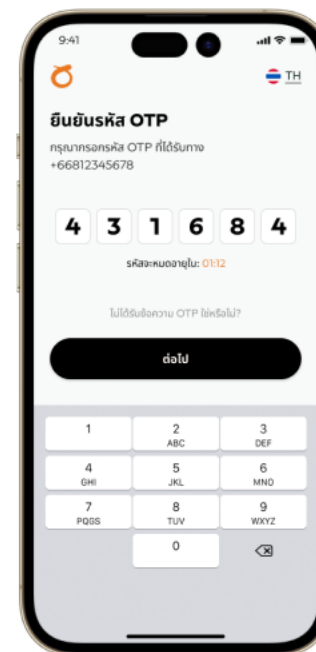 9:41
TH
ยืนยันรหัส OTP
กรุณากรอกรหัส OTP ที่ได้รับทาง
+66812345678
4 3 1 6 8 4
รหัสจะหมดอายุใน: 01:12
ไม่ได้รับข้อความ OTP ใช่หรือไม่?
ต่อไป
1 2 3
ABC DEF
4 5 6
GHI JKL MNO
7 8 9
PQGS TUV WXYZ
0